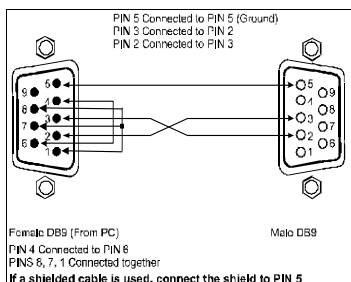 PIN 5 Connected to PIN 5 (Ground)
PIN 3 Connected to PIN 2
PIN 2 Connected to PIN 3
5
9
4
8
3
7
2
6
1
5
9
4
8
3
7
2
6
1
Female DB9 (From PC)
Male DB9
PIN 4 Connected to PIN 6
PINS 8, 7, 1 Connected together
If a shielded cable is used, connect the shield to PIN 5